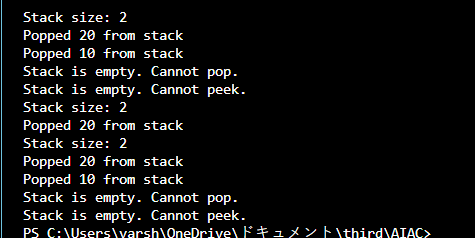 Stack size: 2
Popped 20 from stack
Popped 10 from stack
Stack is empty. Cannot pop.
Stack is empty. Cannot peek.
Stack size: 2
Popped 20 from stack
Stack size: 2
Popped 20 from stack
Popped 10 from stack
Stack is empty. Cannot pop.
Stack is empty. Cannot peek.
PS C:\Users\varsh\OneDrive\ドキュメント\third\AIAC>